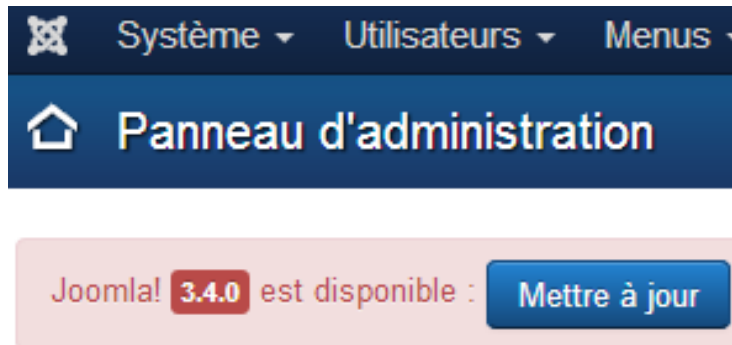 Système Utilisateurs Menus
Panneau d'administration
Joomla! 3.4.0 est disponible : Mettre à jour